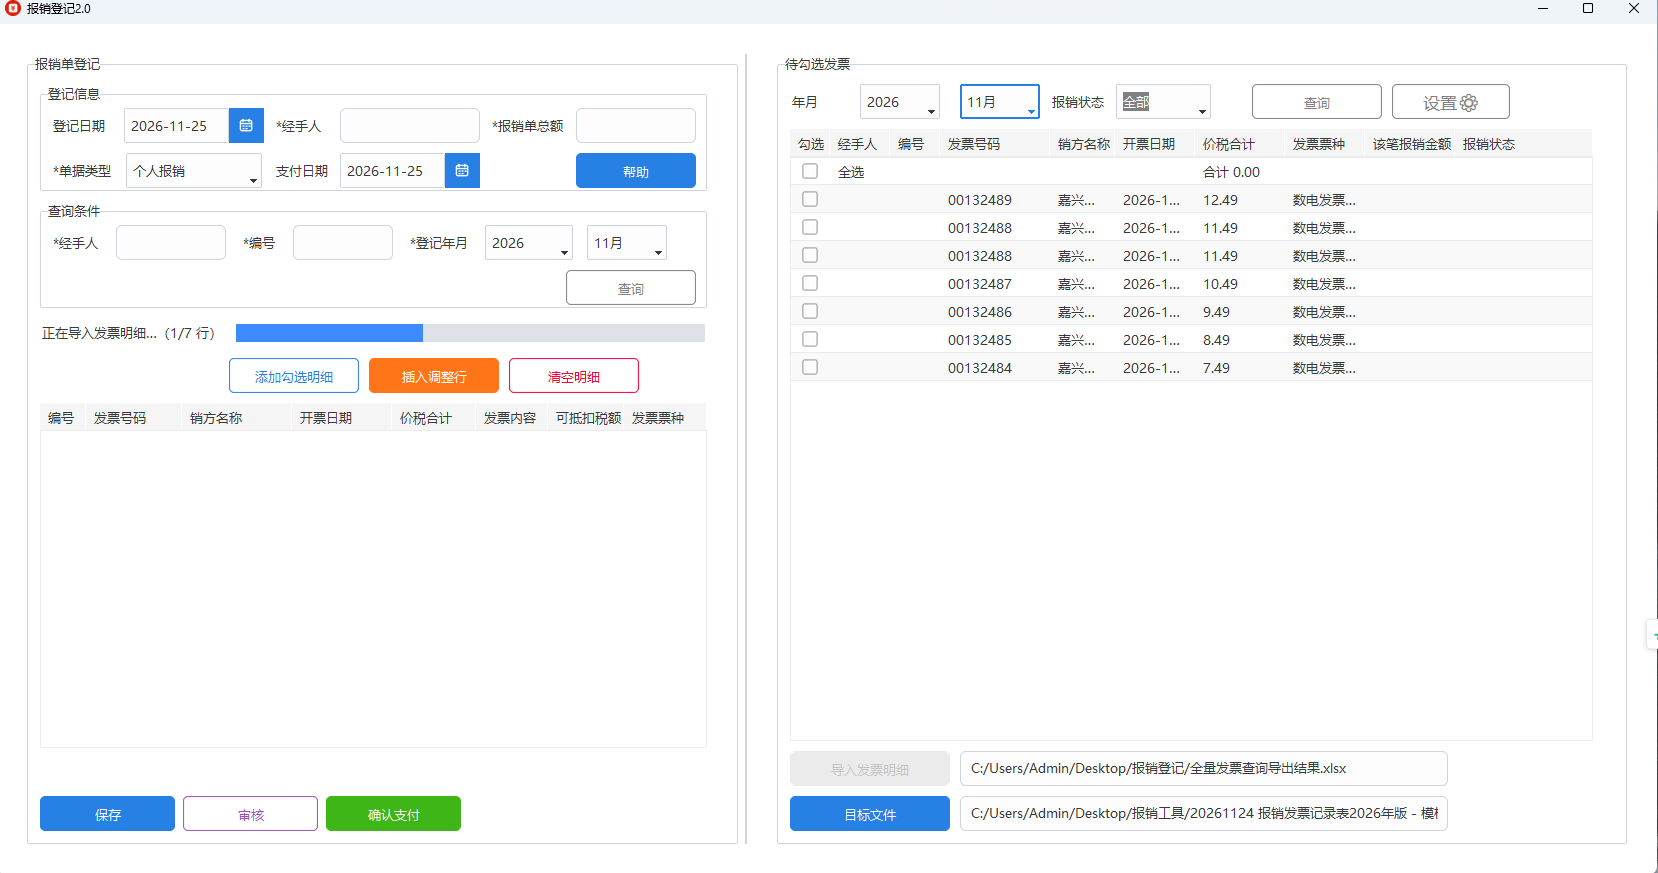 报销登记2.0
报销单登记
登记信息
登记日期 2026-11-25 *经手人 *报销单总额
*单据类型 个人报销 支付日期 2026-11-25 帮助
查询条件
*经手人 *编号 *登记年月 2026 11月
查询
正在导入发票明细... (1/7 行)
添加勾选明细 插入调整行 清空明细
编号 发票号码 销方名称 开票日期 价税合计 发票内容 可抵扣税额 发票票种
保存 审核 确认支付
待勾选发票
年月 2026 11月 报销状态 全部 查询 设置
勾选 经手人 编号 发票号码 销方名称 开票日期 价税合计 发票票种 该笔报销金额 报销状态
全选 合计 0.00
00132489 嘉兴... 2026-1... 12.49 数电发票...
00132488 嘉兴... 2026-1... 11.49 数电发票...
00132488 嘉兴... 2026-1... 11.49 数电发票...
00132487 嘉兴... 2026-1... 10.49 数电发票...
00132486 嘉兴... 2026-1... 9.49 数电发票...
00132485 嘉兴... 2026-1... 8.49 数电发票...
00132484 嘉兴... 2026-1... 7.49 数电发票...
导入发票明细 C:/Users/Admin/Desktop/报销登记/全量发票查询导出结果.xlsx
目标文件 C:/Users/Admin/Desktop/报销工具/20261124 报销发票记录表2026年版 - 模